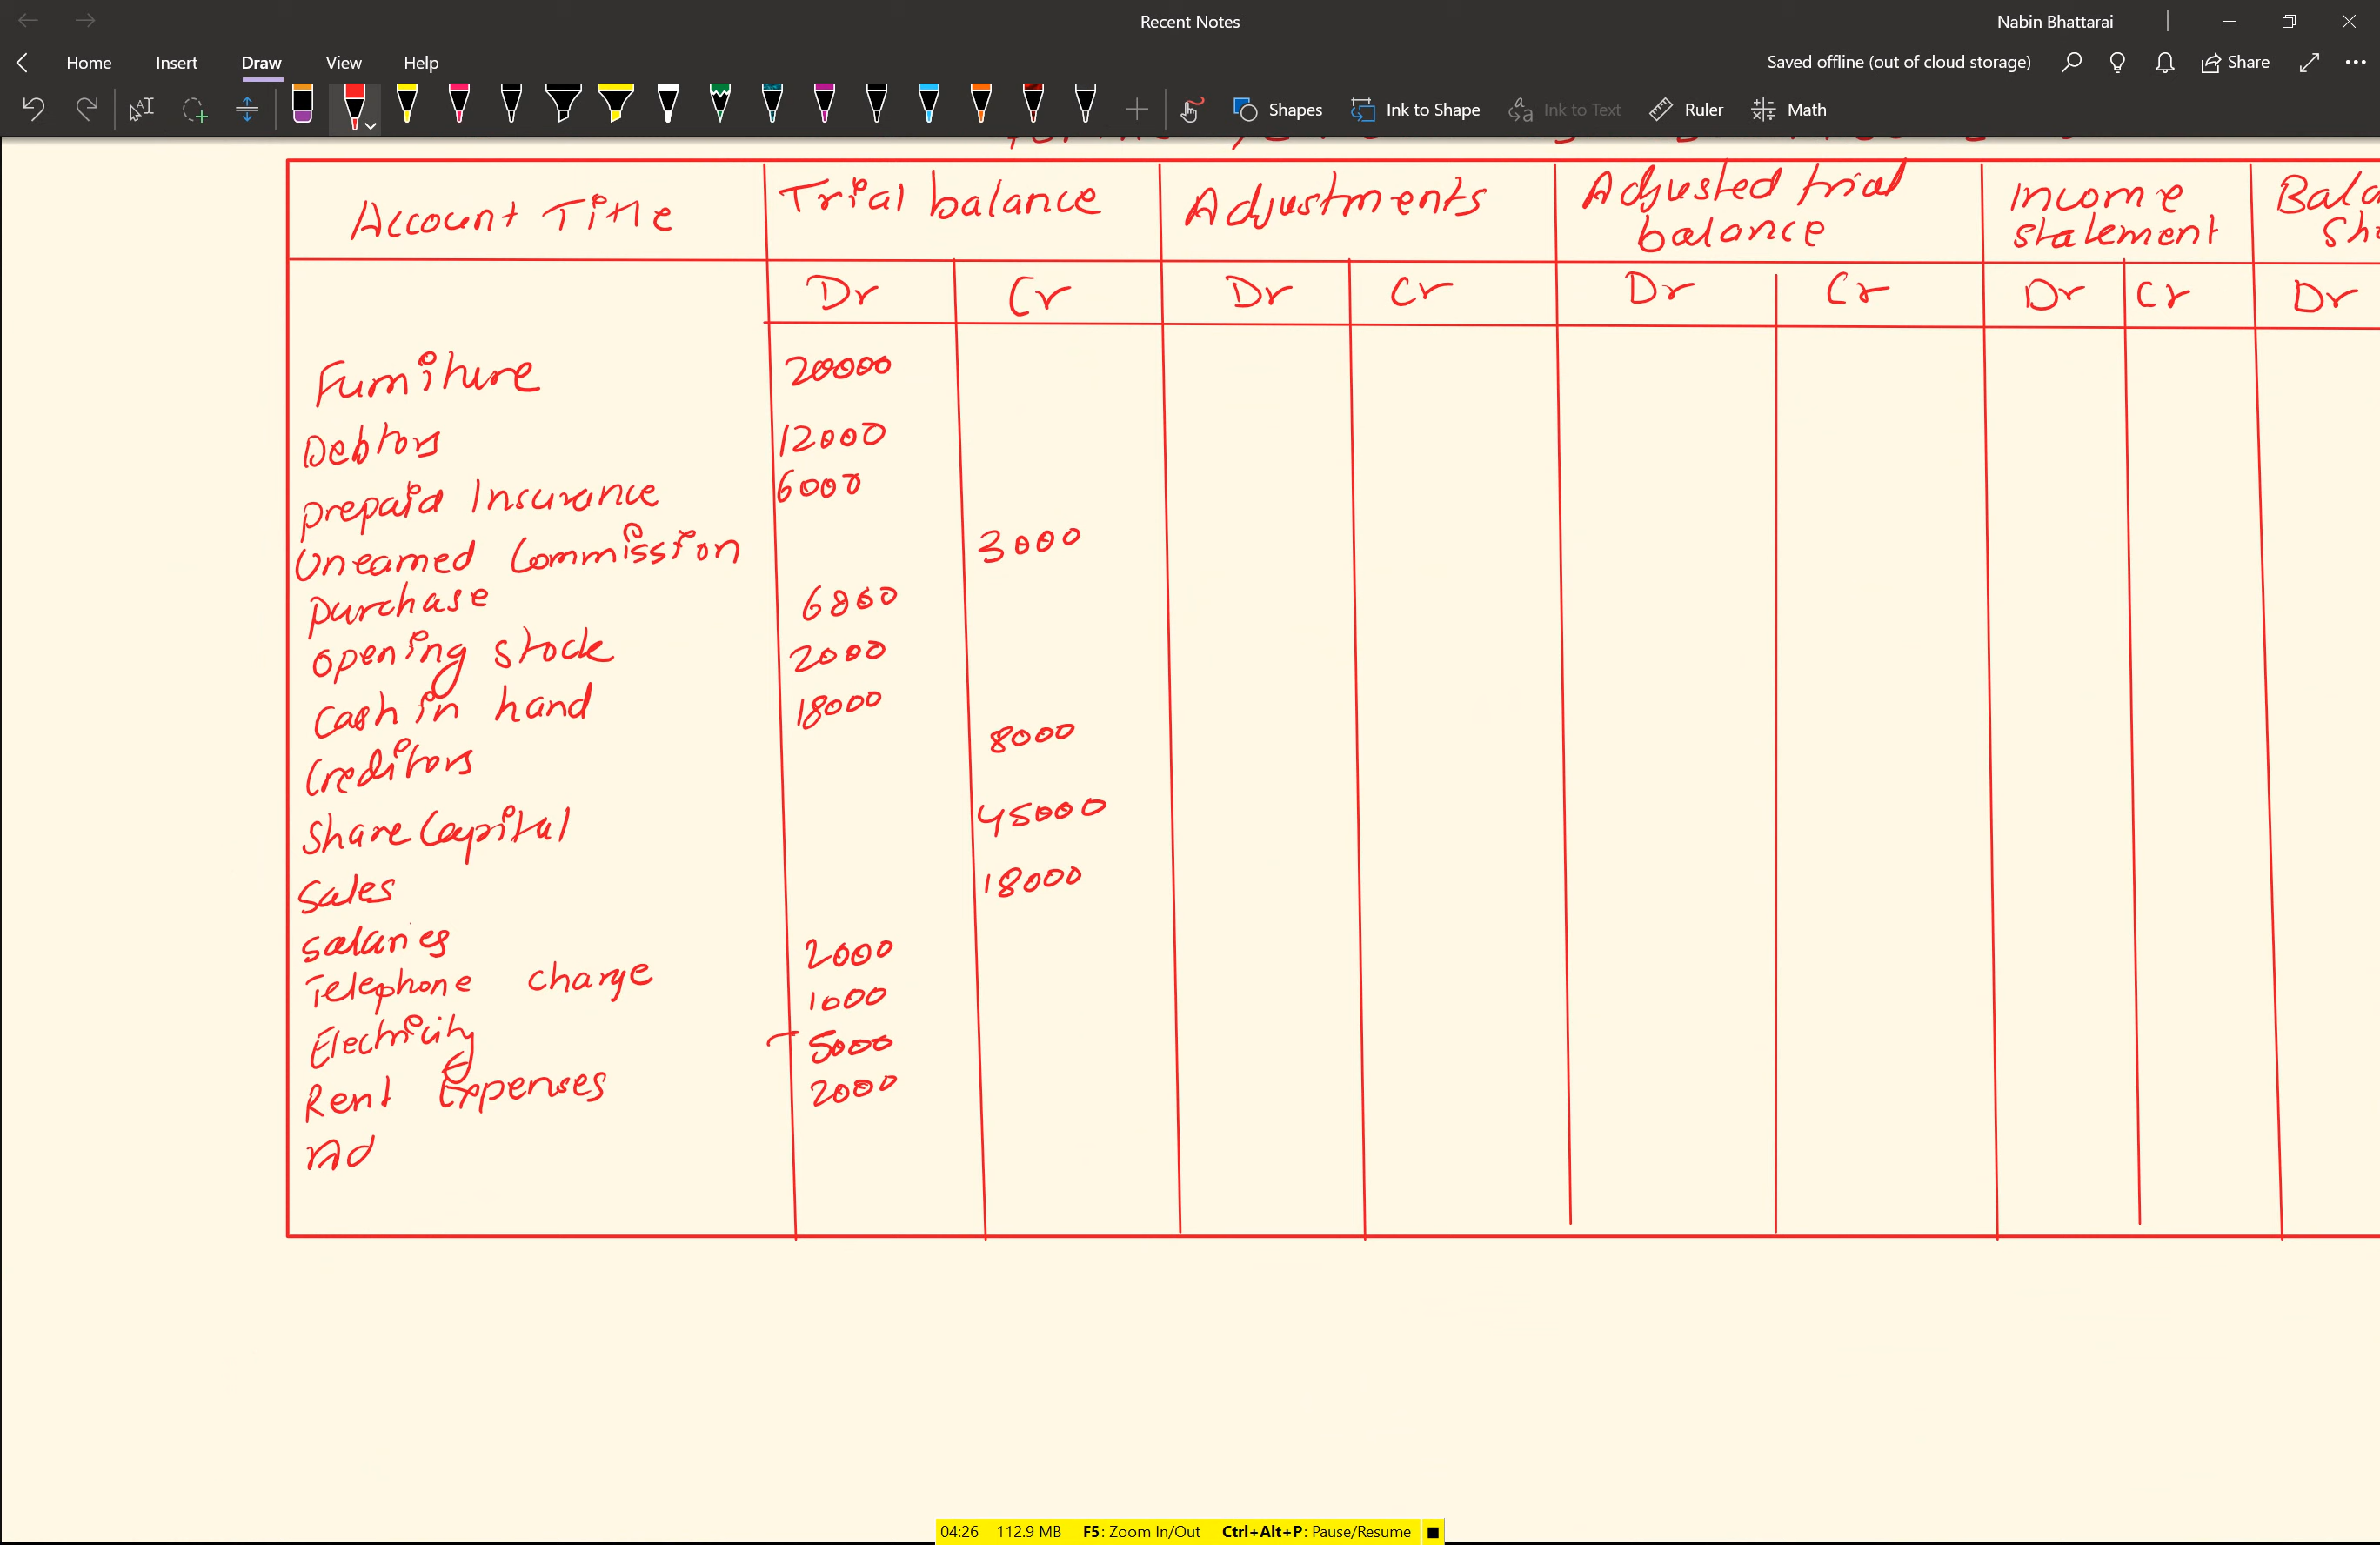 Recent Notes Nabin Bhattarai
Home Insert Draw View Help Saved offline (out of cloud storage) Share
Shapes Ink to Shape Ink to Text Ruler Math
Account Title Trial balance Adjustments Adjusted trial balance Income statement
Dr Cr Dr Cr Dr Cr Dr Cr Dr
Furniture 20000
Debtors 12000
prepaid Insurance 6000
Unearned Commission 3000
purchase
opening stock 2000
Cash in hand 18000
Creditors 8000
Share Capital 45000
Sales 18000
salaries 2000
Telephone charge 1000
Electricity 5000
Rent Expenses 2000
04:26 112.9 MB F5: Zoom In/Out Ctrl+Alt+P: Pause/Resume